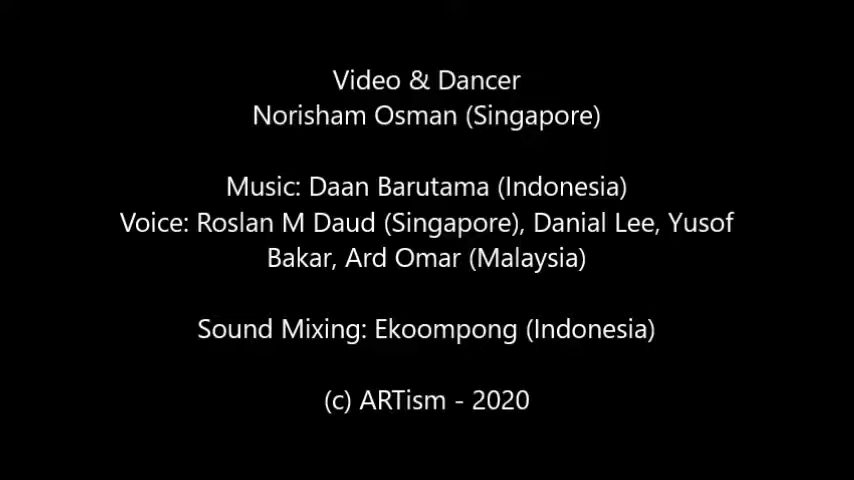 Video & Dancer
Norisham Osman (Singapore)
Music: Daan Barutama (Indonesia)
Voice: Roslan M Daud (Singapore), Danial Lee, Yusof
Bakar, Ard Omar (Malaysia)
Sound Mixing: Ekoompong (Indonesia)
(c) ARTism - 2020